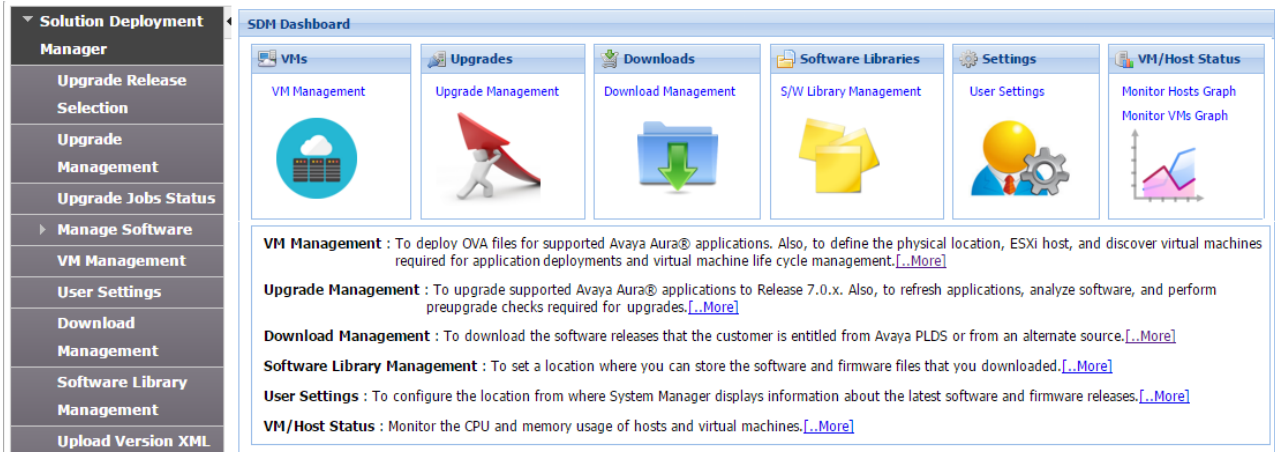 Solution Deployment
Manager
Upgrade Release
Selection
Upgrade
Management
Upgrade Jobs Status
Manage Software
VM Management
User Settings
Download
Management
Software Library
Management
Upload Version XML
SDM Dashboard
VMs
VM Management
Upgrades
Upgrade Management
Downloads
Download Management
Software Libraries
S/W Library Management
Settings
User Settings
VM/Host Status
Monitor Hosts Graph
Monitor VMs Graph
VM Management : To deploy OVA files for supported Avaya Aura® applications. Also, to define the physical location, ESXi host, and discover virtual machines
required for application deployments and virtual machine life cycle management.[..More]
Upgrade Management : To upgrade supported Avaya Aura® applications to Release 7.0.x. Also, to refresh applications, analyze software, and perform
preupgrade checks required for upgrades.[..More]
Download Management : To download the software releases that the customer is entitled from Avaya PLDS or from an alternate source.[..More]
Software Library Management : To set a location where you can store the software and firmware files that you downloaded.[..More]
User Settings : To configure the location from where System Manager displays information about the latest software and firmware releases.[..More]
VM/Host Status : Monitor the CPU and memory usage of hosts and virtual machines.[..More]